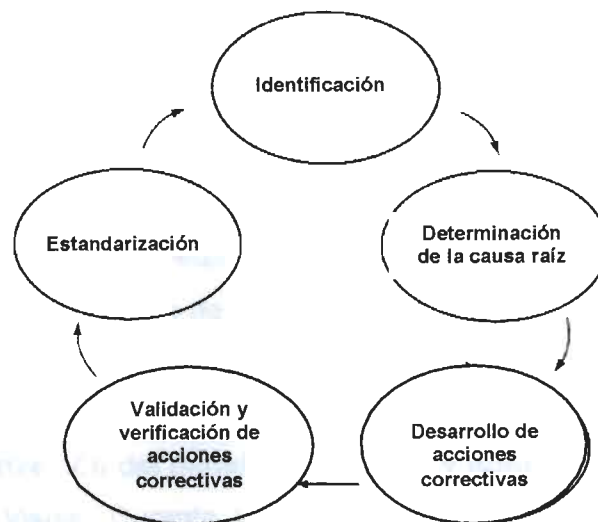 Identificación
Determinación
de la causa raíz
Desarrollo de
acciones
correctivas
Validación y
verificación de
acciones
correctivas
Estandarización